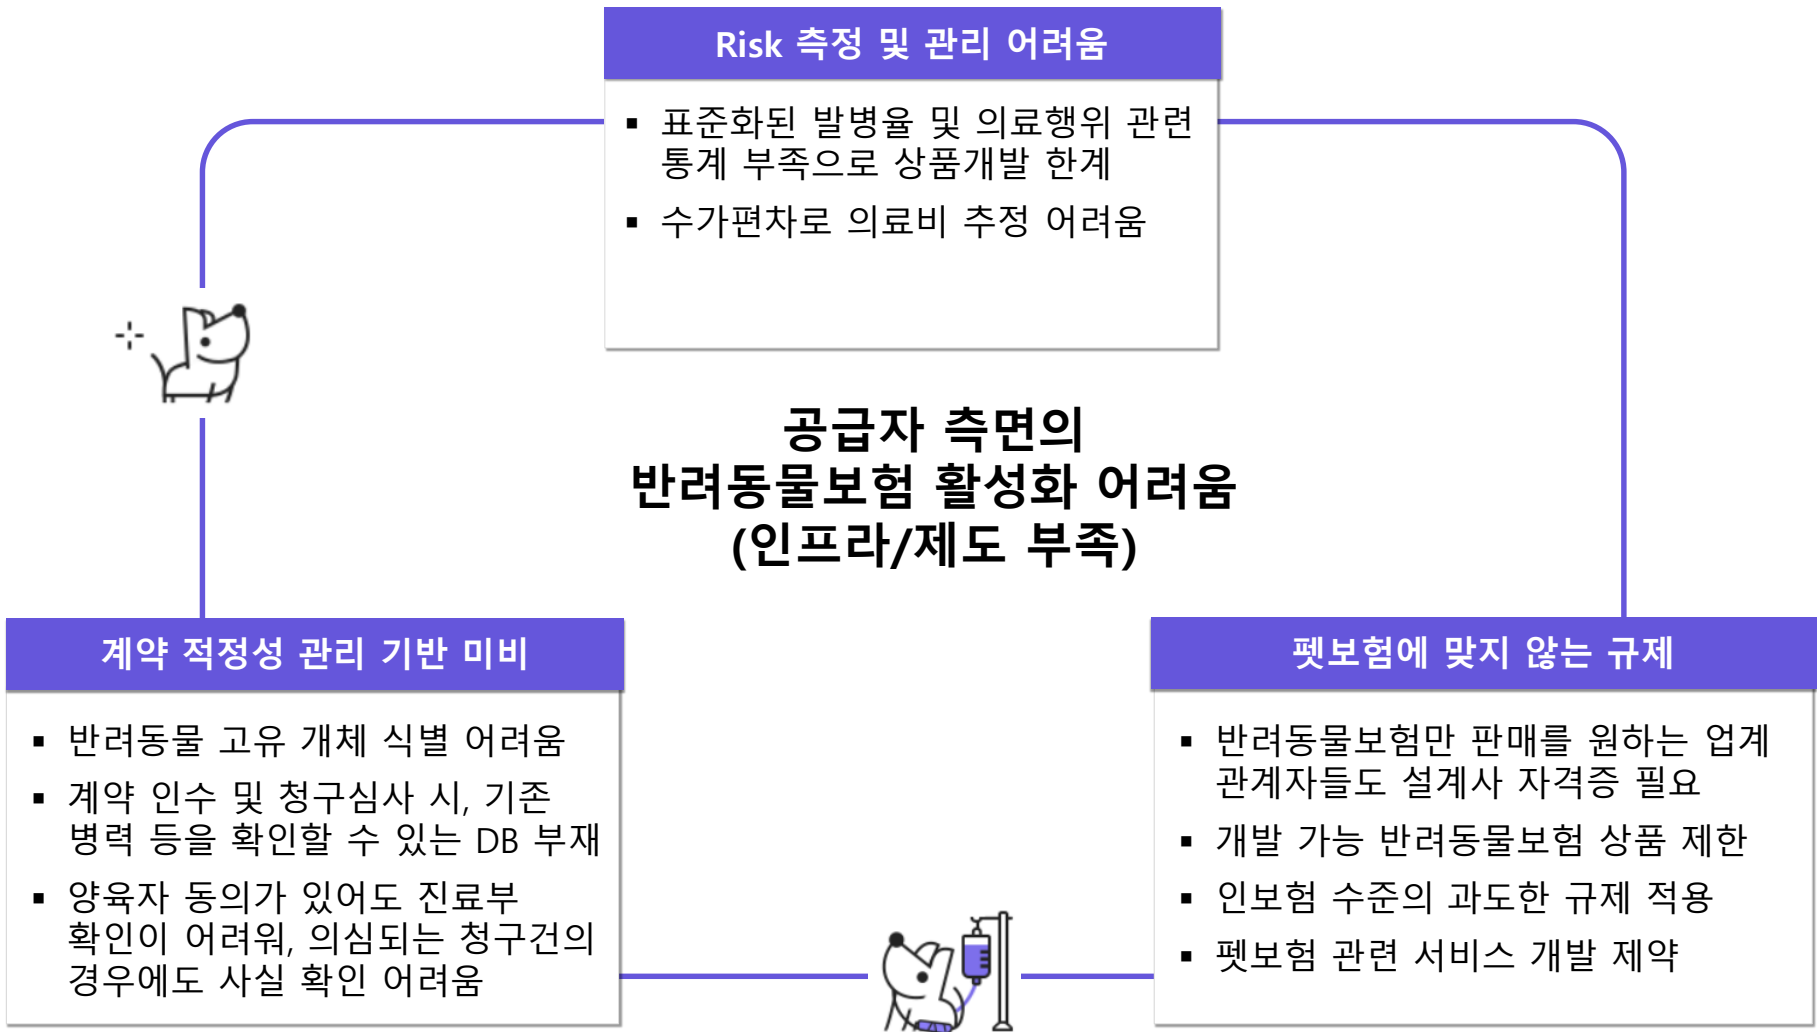 Risk 측정 및 관리 어려움
▪ 표준화된 발병율 및 의료행위 관련
통계 부족으로 상품개발 한계
▪ 수가편차로 의료비 추정 어려움
공급자 측면의
반려동물보험 활성화 어려움
(인프라/제도 부족)
계약 적정성 관리 기반 미비
▪ 반려동물 고유 개체 식별 어려움
▪ 계약 인수 및 청구심사 시, 기존
병력 등을 확인할 수 있는 DB 부재
▪ 양육자 동의가 있어도 진료부
확인이 어려워, 의심되는 청구건의
경우에도 사실 확인 어려움
펫보험에 맞지 않는 규제
▪ 반려동물보험만 판매를 원하는 업계
관계자들도 설계사 자격증 필요
▪ 개발 가능 반려동물보험 상품 제한
▪ 인보험 수준의 과도한 규제 적용
▪ 펫보험 관련 서비스 개발 제약